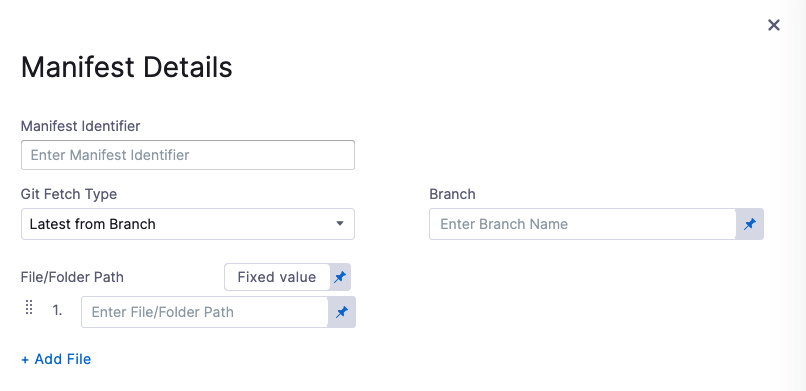 Manifest Details
Manifest Identifier
Enter Manifest Identifier
Git Fetch Type
Latest from Branch
Branch
Enter Branch Name
File/Folder Path
Fixed value
1.
Enter File/Folder Path
+ Add File